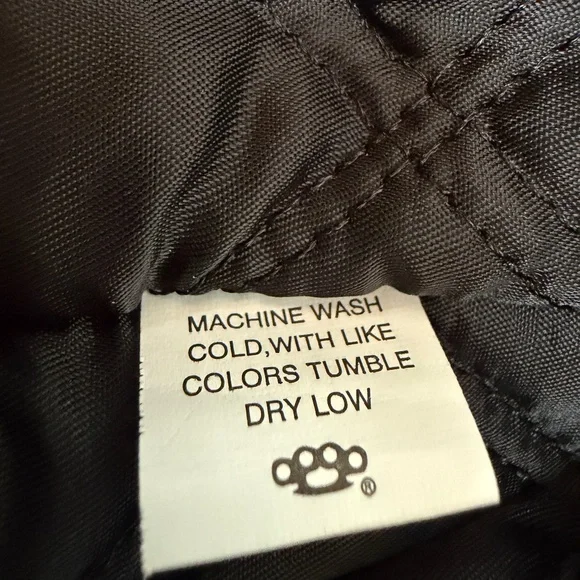 MACHINE WASH
COLD,WITH LIKE
COLORS TUMBLE
DRY LOW
®